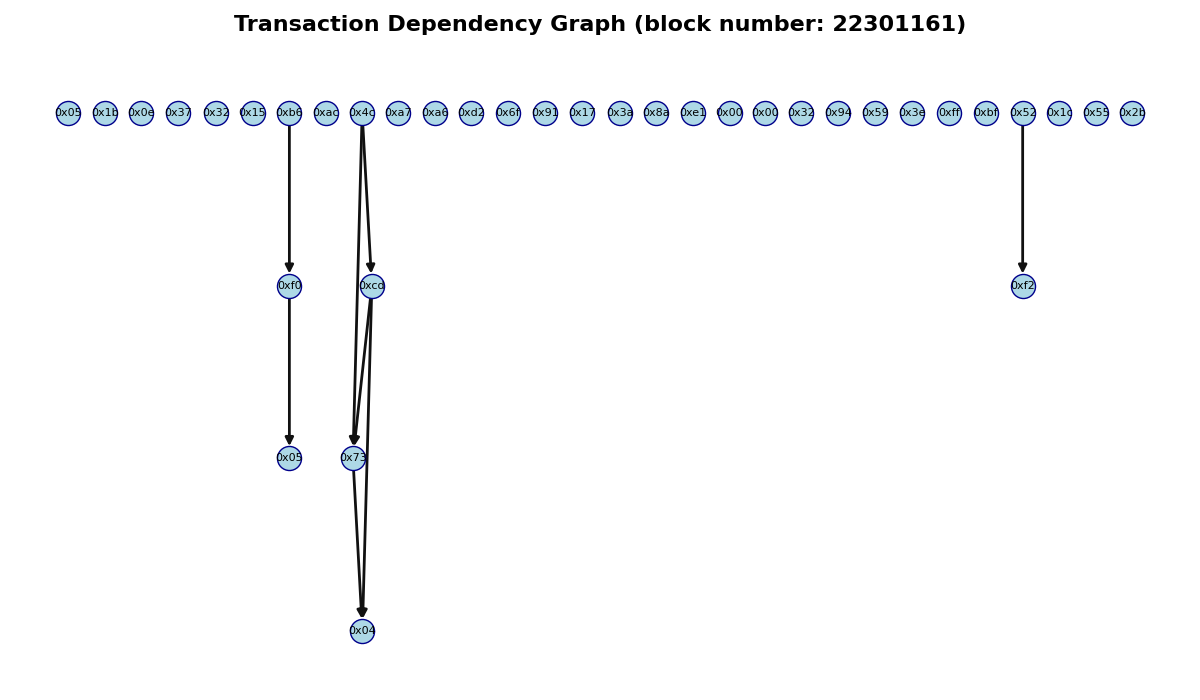 Transaction Dependency Graph (block number: 22301161)
0x05 0x1b 0x0e 0x37 0x32 0x15 0xb6 0xac 0x4c 0xa7 0xa6 0xd2 0x6f 0x91 0x17 0x3a 0x8a 0xe1 0x00 0x00 0x32 0x94 0x59 0x3e 0xff 0xbf 0x52 0x1c 0x55 0x2b
0xf0 0xcd 0xf2
0x05 0x73
0x04